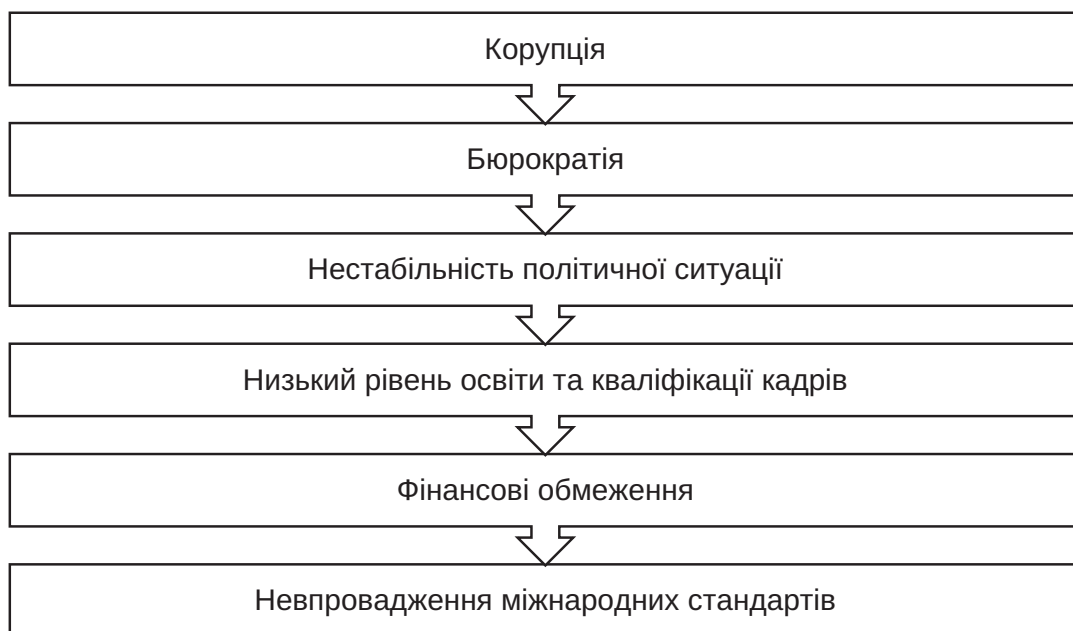 Корупція
Бюрократія
Нестабільність політичної ситуації
Низький рівень освіти та кваліфікації кадрів
Фінансові обмеження
Невпровадження міжнародних стандартів